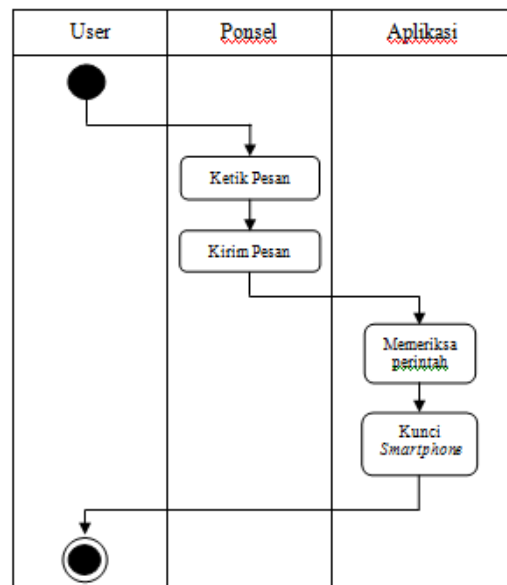 User
Ponsel
Aplikasi
Ketik Pesan
Kirim Pesan
Memeriksa
perintah
Kunci
Smartphone